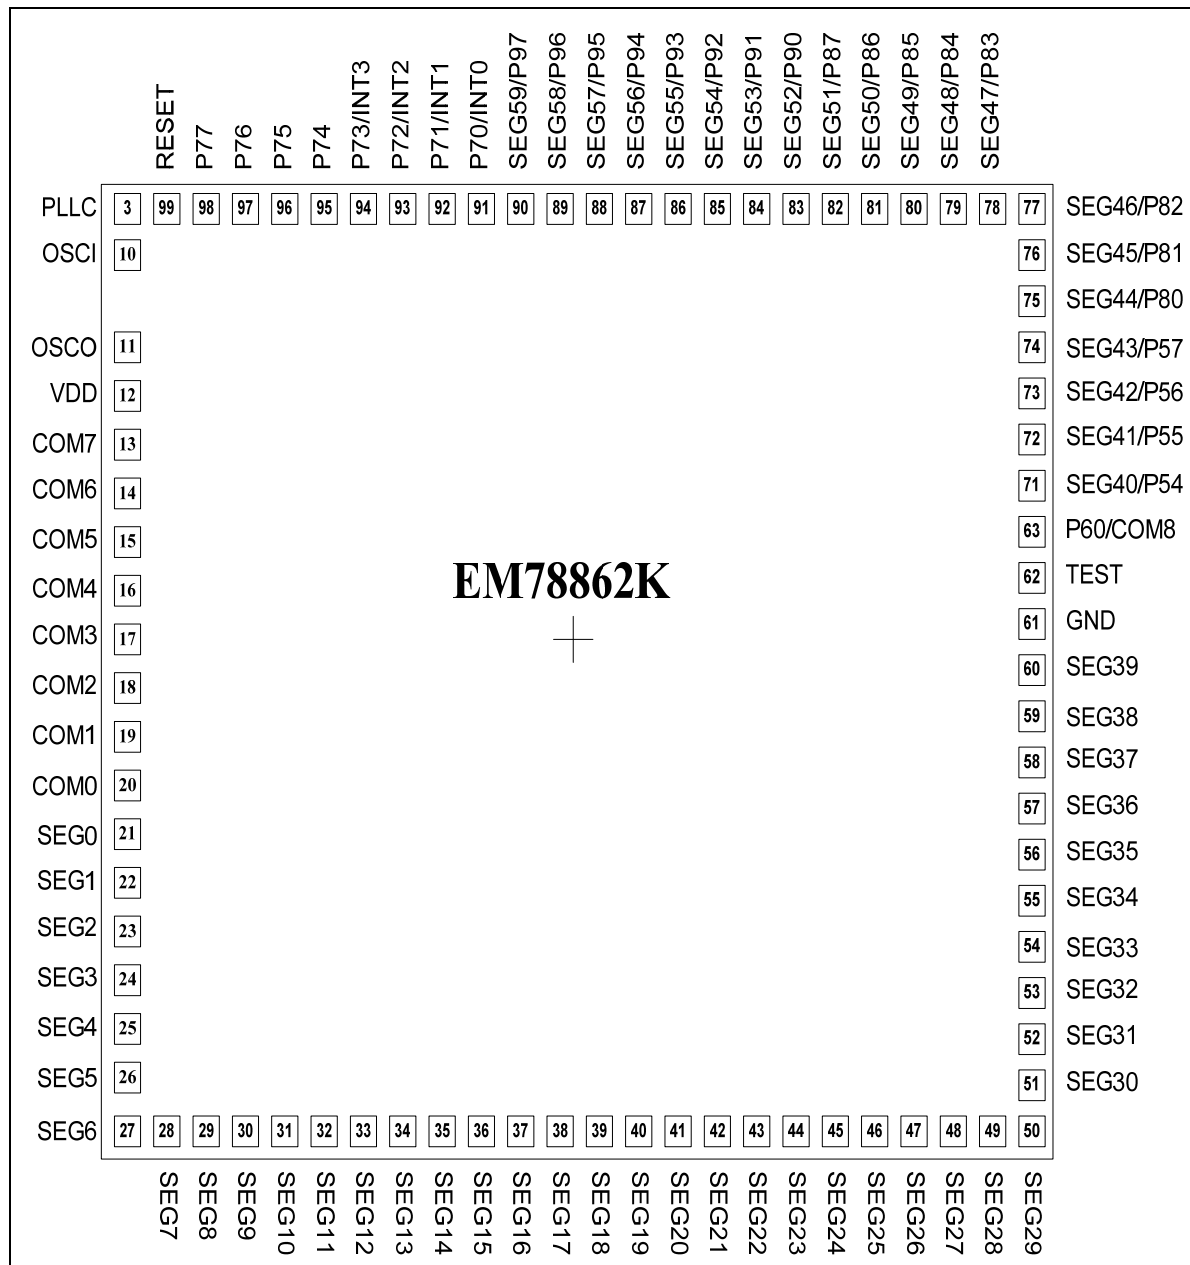 RESET
P77
P76
P75
P74
P73/INT3
P72/INT2
P71/INT1
P70/INT0
SEG59/P97
SEG58/P96
SEG57/P95
SEG56/P94
SEG55/P93
SEG54/P92
SEG53/P91
SEG52/P90
SEG51/P87
SEG50/P86
SEG49/P85
SEG48/P84
SEG47/P83
PLLC 3 99 98 97 96 95 94 93 92 91 90 89 88 87 86 85 84 83 82 81 80 79 78 77 SEG46/P82
OSCI 10 76 SEG45/P81
75 SEG44/P80
OSCO 11 74 SEG43/P57
VDD 12 73 SEG42/P56
COM7 13 72 SEG41/P55
COM6 14 71 SEG40/P54
COM5 15 63 P60/COM8
COM4 16 EM78862K 62 TEST
COM3 17 61 GND
COM2 18 60 SEG39
COM1 19 59 SEG38
COM0 20 58 SEG37
57 SEG36
SEG0 21 56 SEG35
SEG1 22 55 SEG34
SEG2 23 54 SEG33
SEG3 24 53 SEG32
SEG4 25 52 SEG31
SEG5 26 51 SEG30
SEG6 27 28 29 30 31 32 33 34 35 36 37 38 39 40 41 42 43 44 45 46 47 48 49 50
SEG7
SEG8
SEG9
SEG10
SEG11
SEG12
SEG13
SEG14
SEG15
SEG16
SEG17
SEG18
SEG19
SEG20
SEG21
SEG22
SEG23
SEG24
SEG25
SEG26
SEG27
SEG28
SEG29